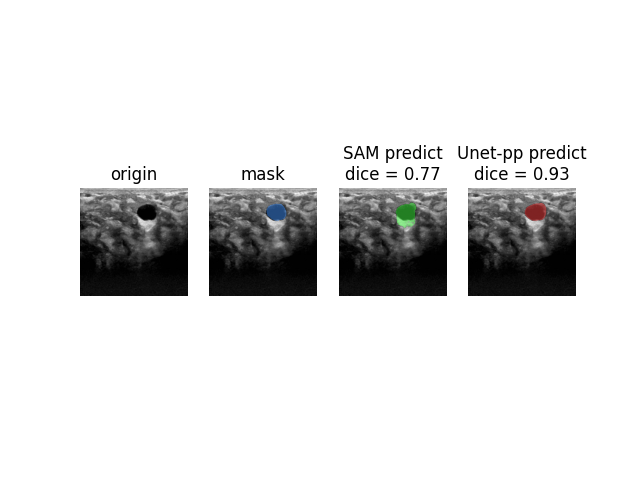 origin
mask
SAM predict
dice = 0.77
Unet-pp predict
dice = 0.93